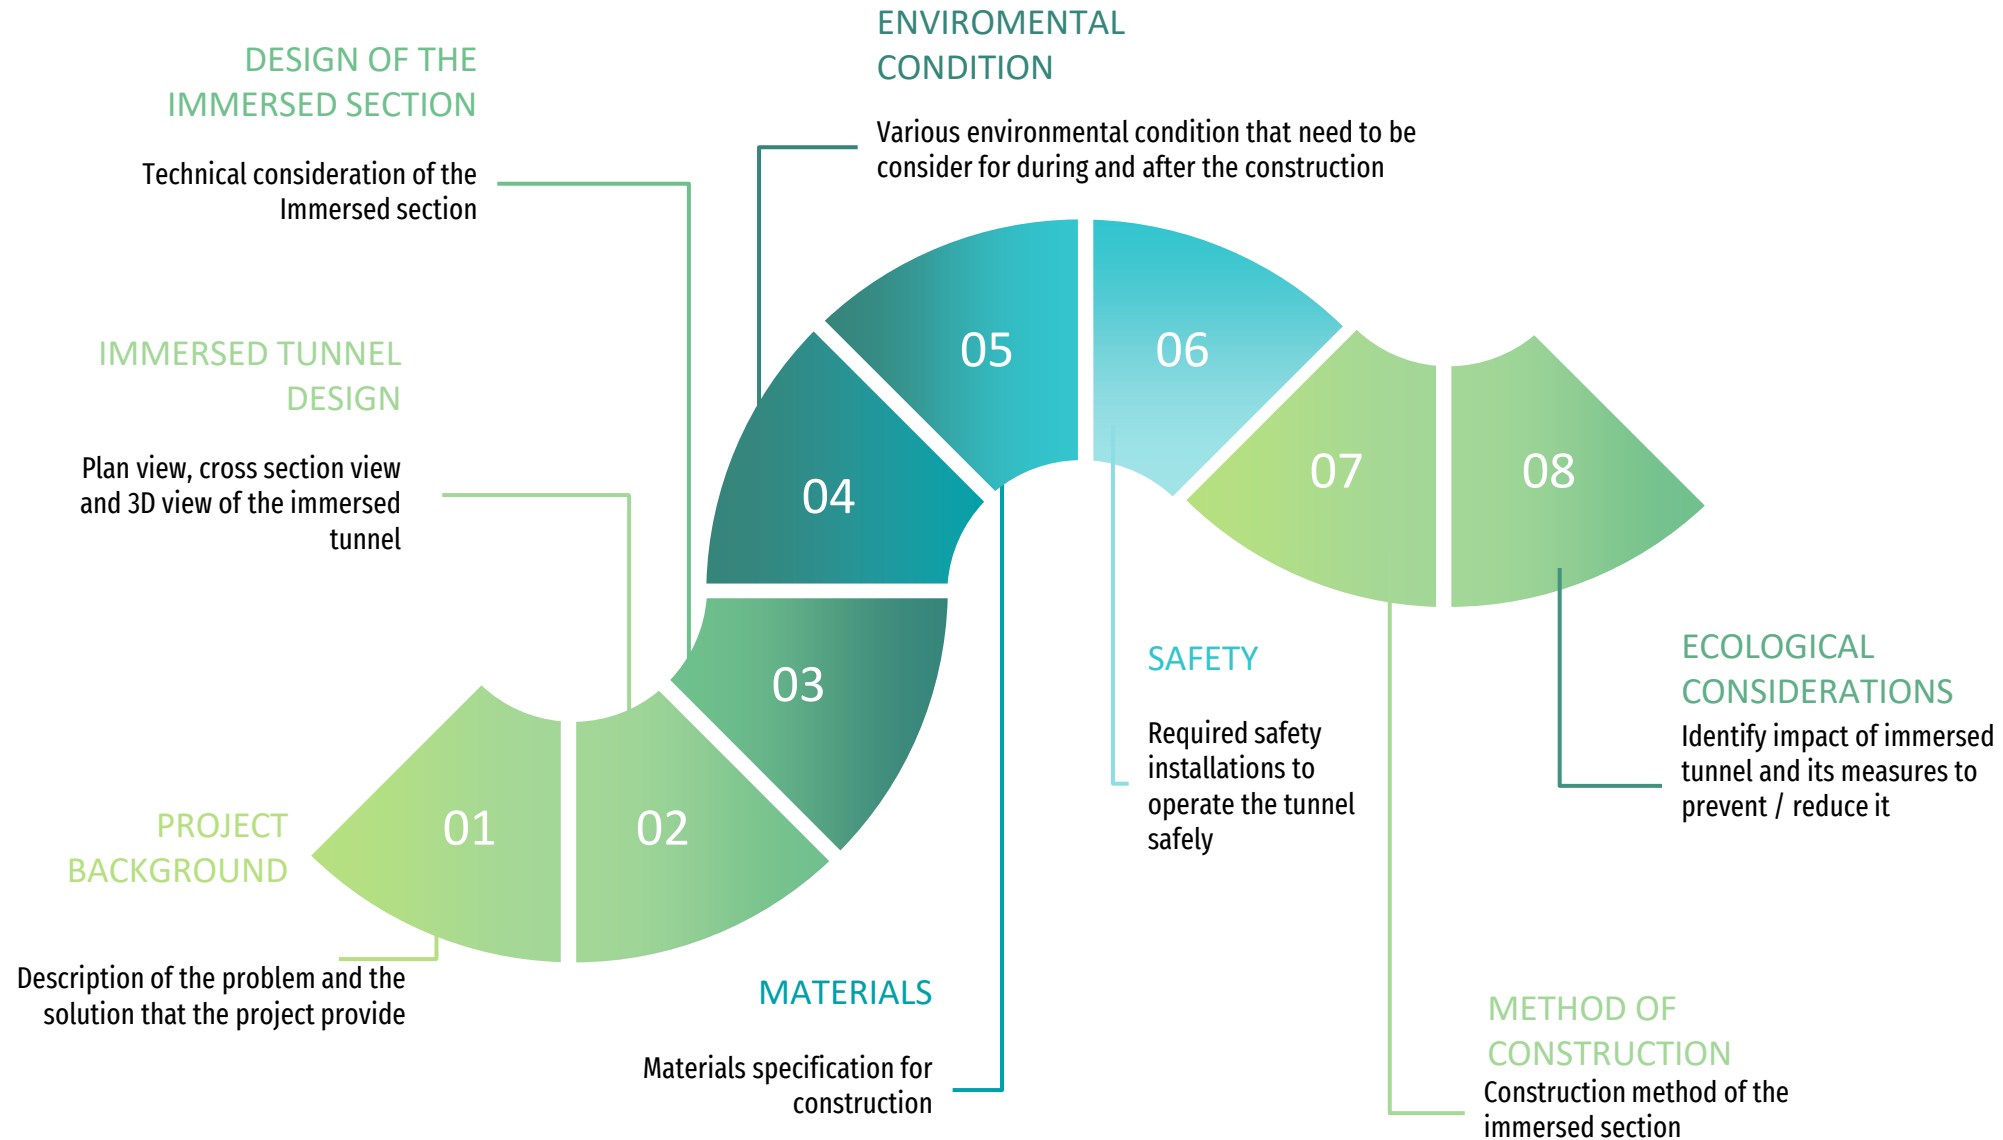 01
PROJECT
BACKGROUND
Description of the problem and the
solution that the project provide
02
IMMERSED TUNNEL
DESIGN
Plan view, cross section view
and 3D view of the immersed
tunnel
03
DESIGN OF THE
IMMERSED SECTION
Technical consideration of the
Immersed section
04
ENVIROMENTAL
CONDITION
Various environmental condition that need to be
consider for during and after the construction
05
MATERIALS
Materials specification for
construction
06
SAFETY
Required safety
installations to
operate the tunnel
safely
07
METHOD OF
CONSTRUCTION
Construction method of the
immersed section
08
ECOLOGICAL
CONSIDERATIONS
Identify impact of immersed
tunnel and its measures to
prevent / reduce it